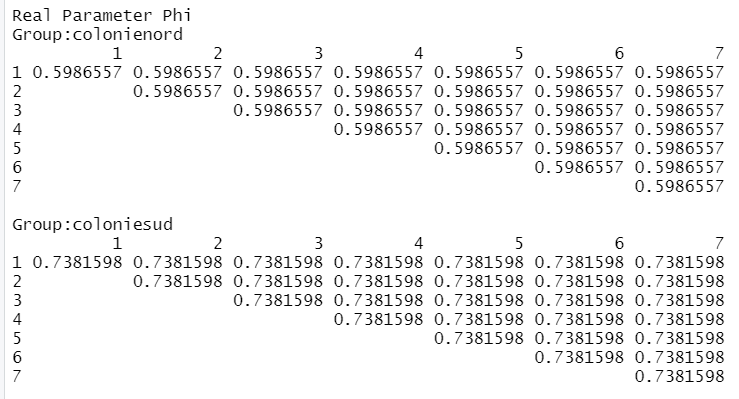 Real Parameter Phi
Group:colonienord
          1         2         3         4         5         6         7
1 0.5986557 0.5986557 0.5986557 0.5986557 0.5986557 0.5986557 0.5986557
2           0.5986557 0.5986557 0.5986557 0.5986557 0.5986557 0.5986557
3                     0.5986557 0.5986557 0.5986557 0.5986557 0.5986557
4                               0.5986557 0.5986557 0.5986557 0.5986557
5                                         0.5986557 0.5986557 0.5986557
6                                                   0.5986557 0.5986557
7                                                             0.5986557

Group:coloniesud
          1         2         3         4         5         6         7
1 0.7381598 0.7381598 0.7381598 0.7381598 0.7381598 0.7381598 0.7381598
2           0.7381598 0.7381598 0.7381598 0.7381598 0.7381598 0.7381598
3                     0.7381598 0.7381598 0.7381598 0.7381598 0.7381598
4                               0.7381598 0.7381598 0.7381598 0.7381598
5                                         0.7381598 0.7381598 0.7381598
6                                                   0.7381598 0.7381598
7                                                             0.7381598